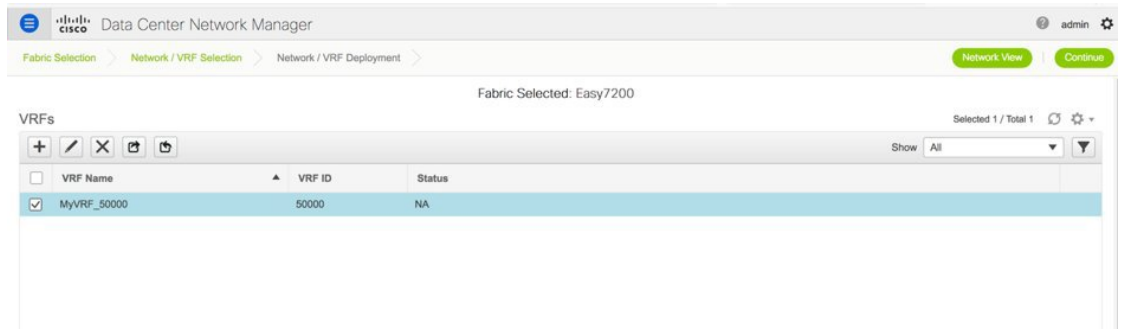 CISCO Data Center Network Manager admin
Fabric Selection Network / VRF Selection Network / VRF Deployment Network View Continue
Fabric Selected: Easy7200
VRFs Selected 1 / Total 1
Show All
VRF Name VRF ID Status
MyVRF_50000 50000 NA